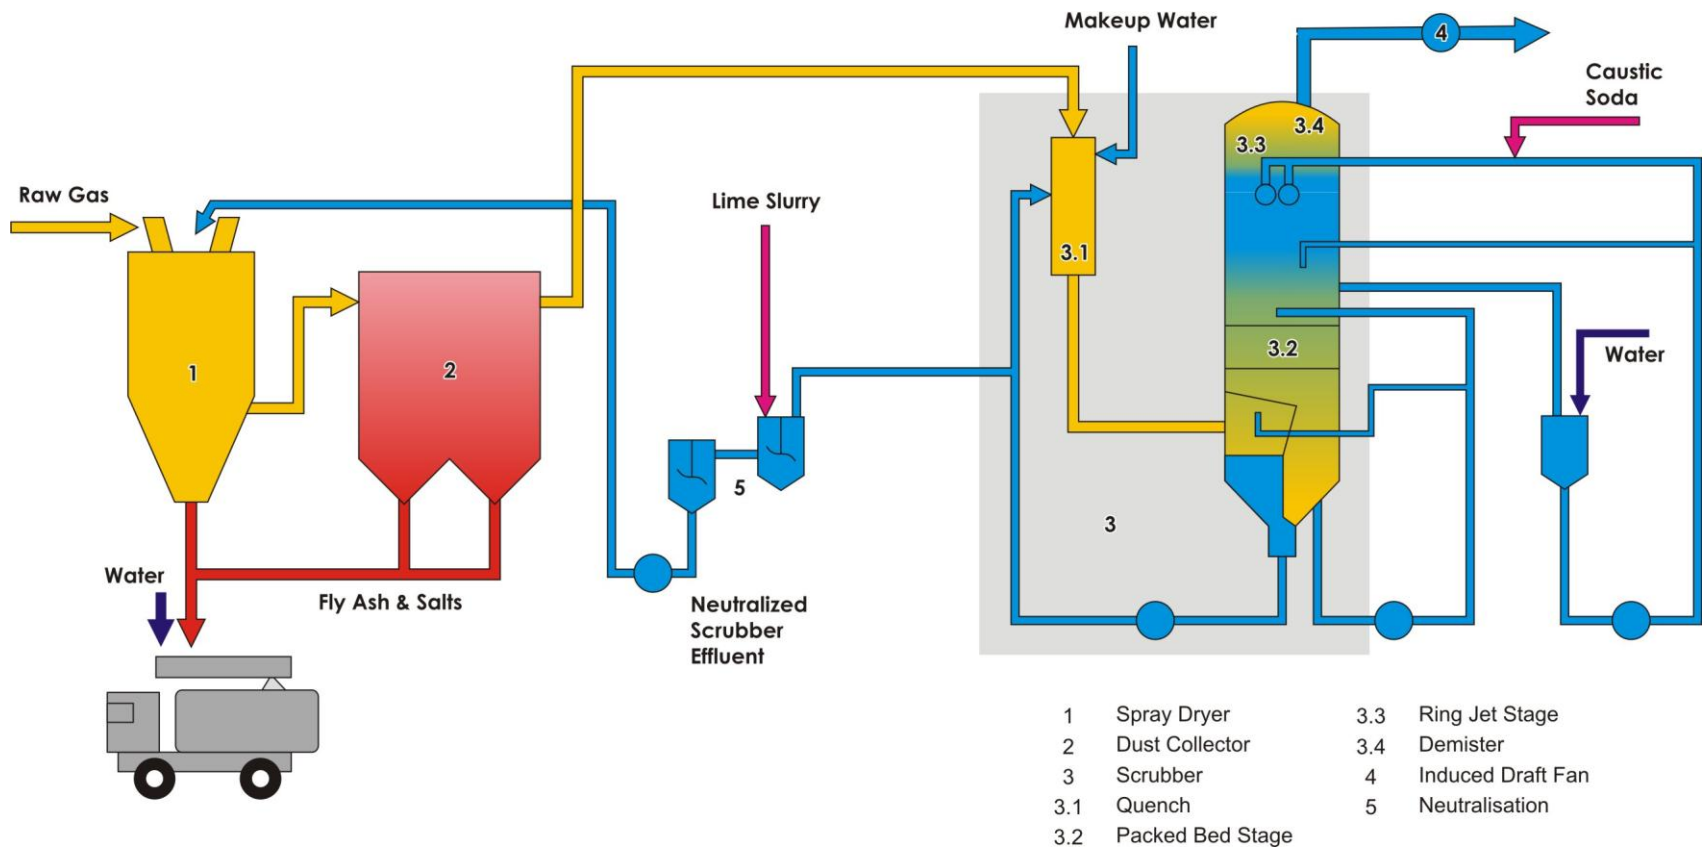 Makeup Water
4
Caustic
Soda
3.4
3.3
Raw Gas
Lime Slurry
3.1
3.2
Water
1
2
5
3
Water
Fly Ash & Salts
Neutralized
Scrubber
Effluent
1 Spray Dryer
2 Dust Collector
3 Scrubber
3.1 Quench
3.2 Packed Bed Stage
3.3 Ring Jet Stage
3.4 Demister
4 Induced Draft Fan
5 Neutralisation